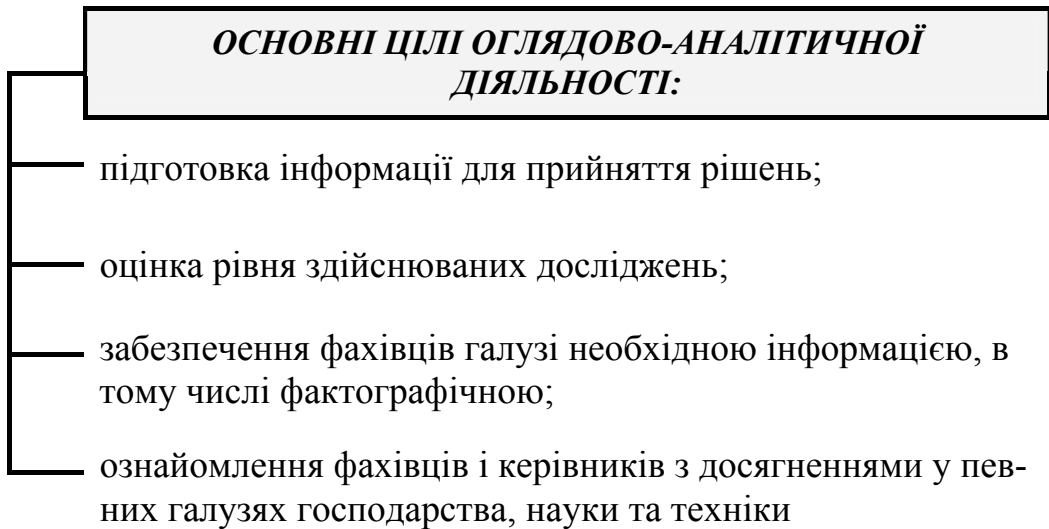 ОСНОВНІ ЦІЛІ ОГЛЯДОВО-АНАЛІТИЧНОЇ
ДІЯЛЬНОСТІ:
підготовка інформації для прийняття рішень;
оцінка рівня здійснюваних досліджень;
забезпечення фахівців галузі необхідною інформацією, в
тому числі фактографічною;
ознайомлення фахівців і керівників з досягненнями у пев-
них галузях господарства, науки та техніки